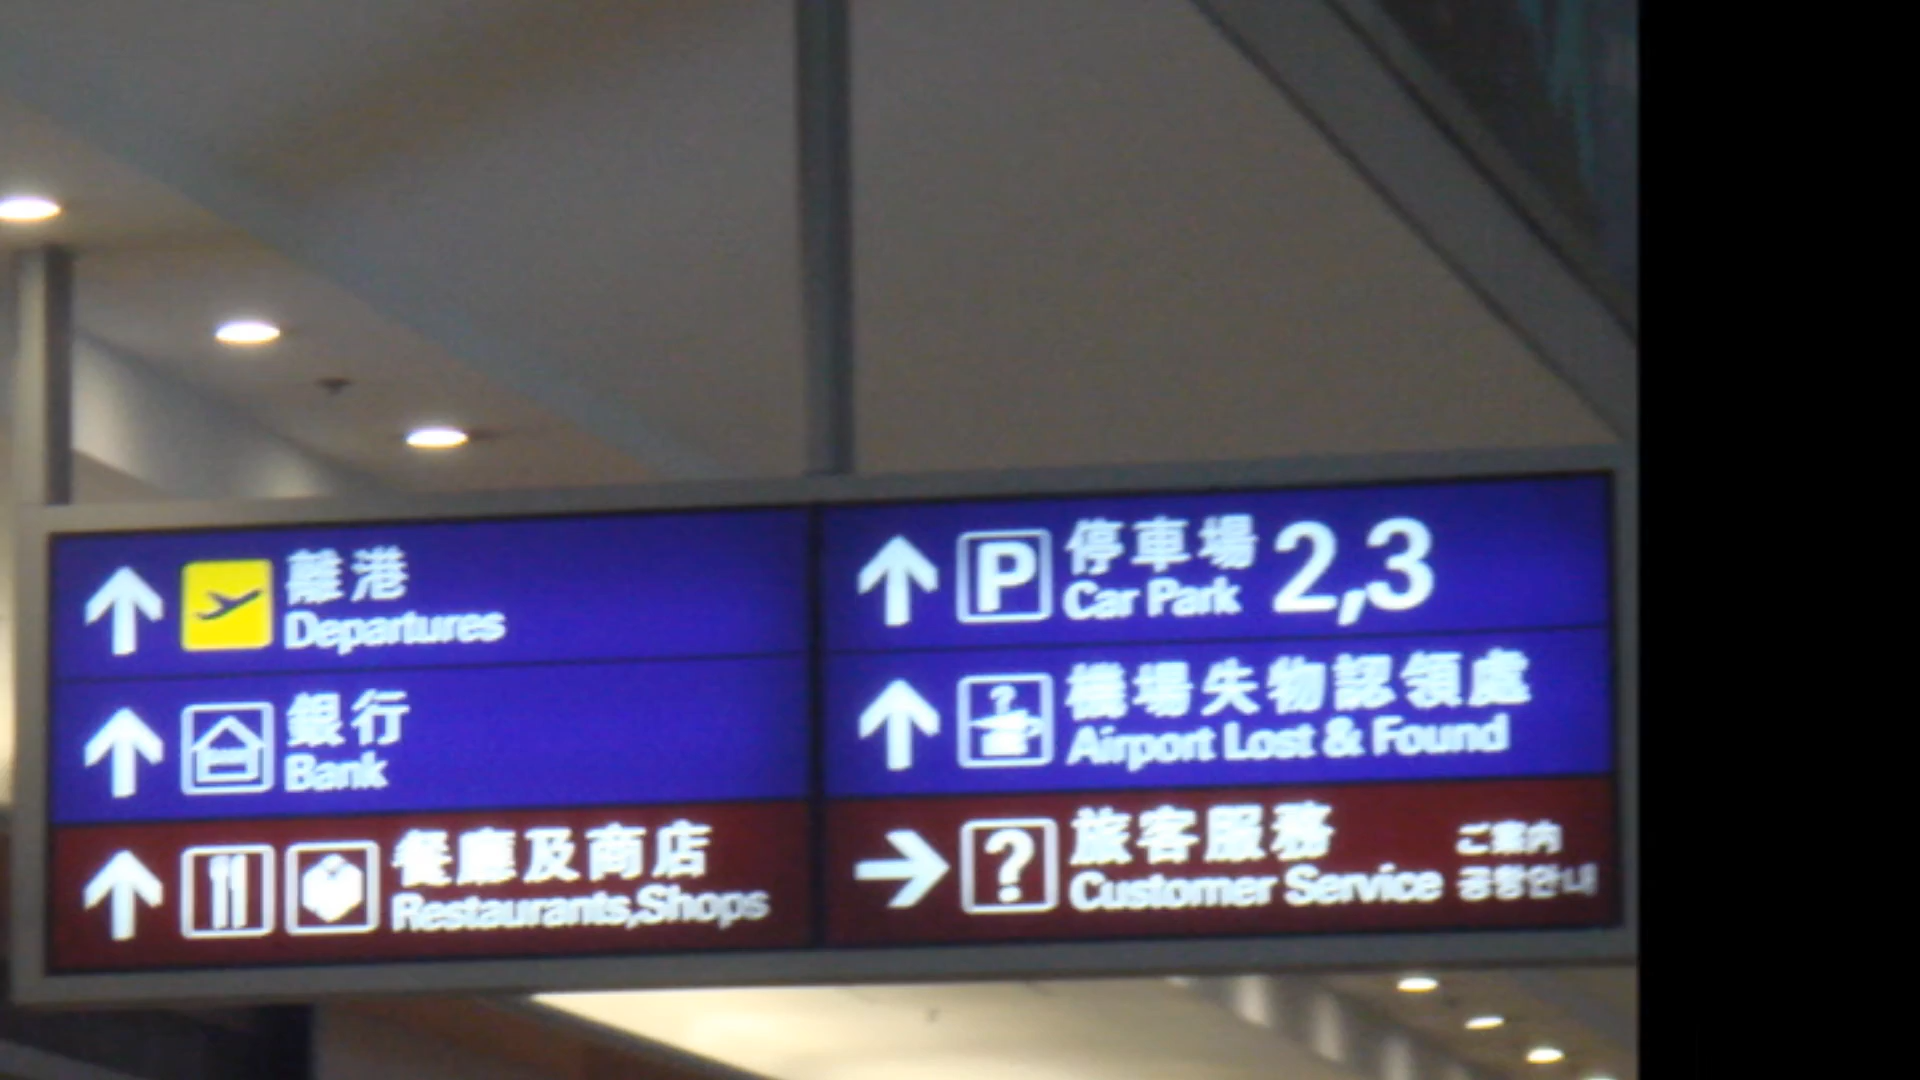 離港
Departures
銀行
Bank
餐廳及商店
Restaurants,Shops
P 停車場 2,3
Car Park
機場失物認領處
Airport Lost & Found
旅客服務 ご案内
Customer Service 공항안내